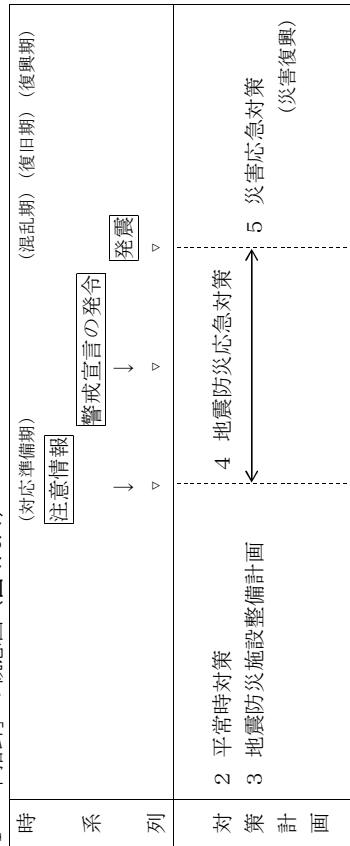 時系列
(対応準備期)
(混乱期)(復旧期)(復興期)
注意情報
警戒宣言の発令
発震
↓
↓
▽
▽
▽
対策計画
2 平常時対策
3 地震防災施設整備計画
4 地震防災応急対策
5 災害応急対策
(災害復興)